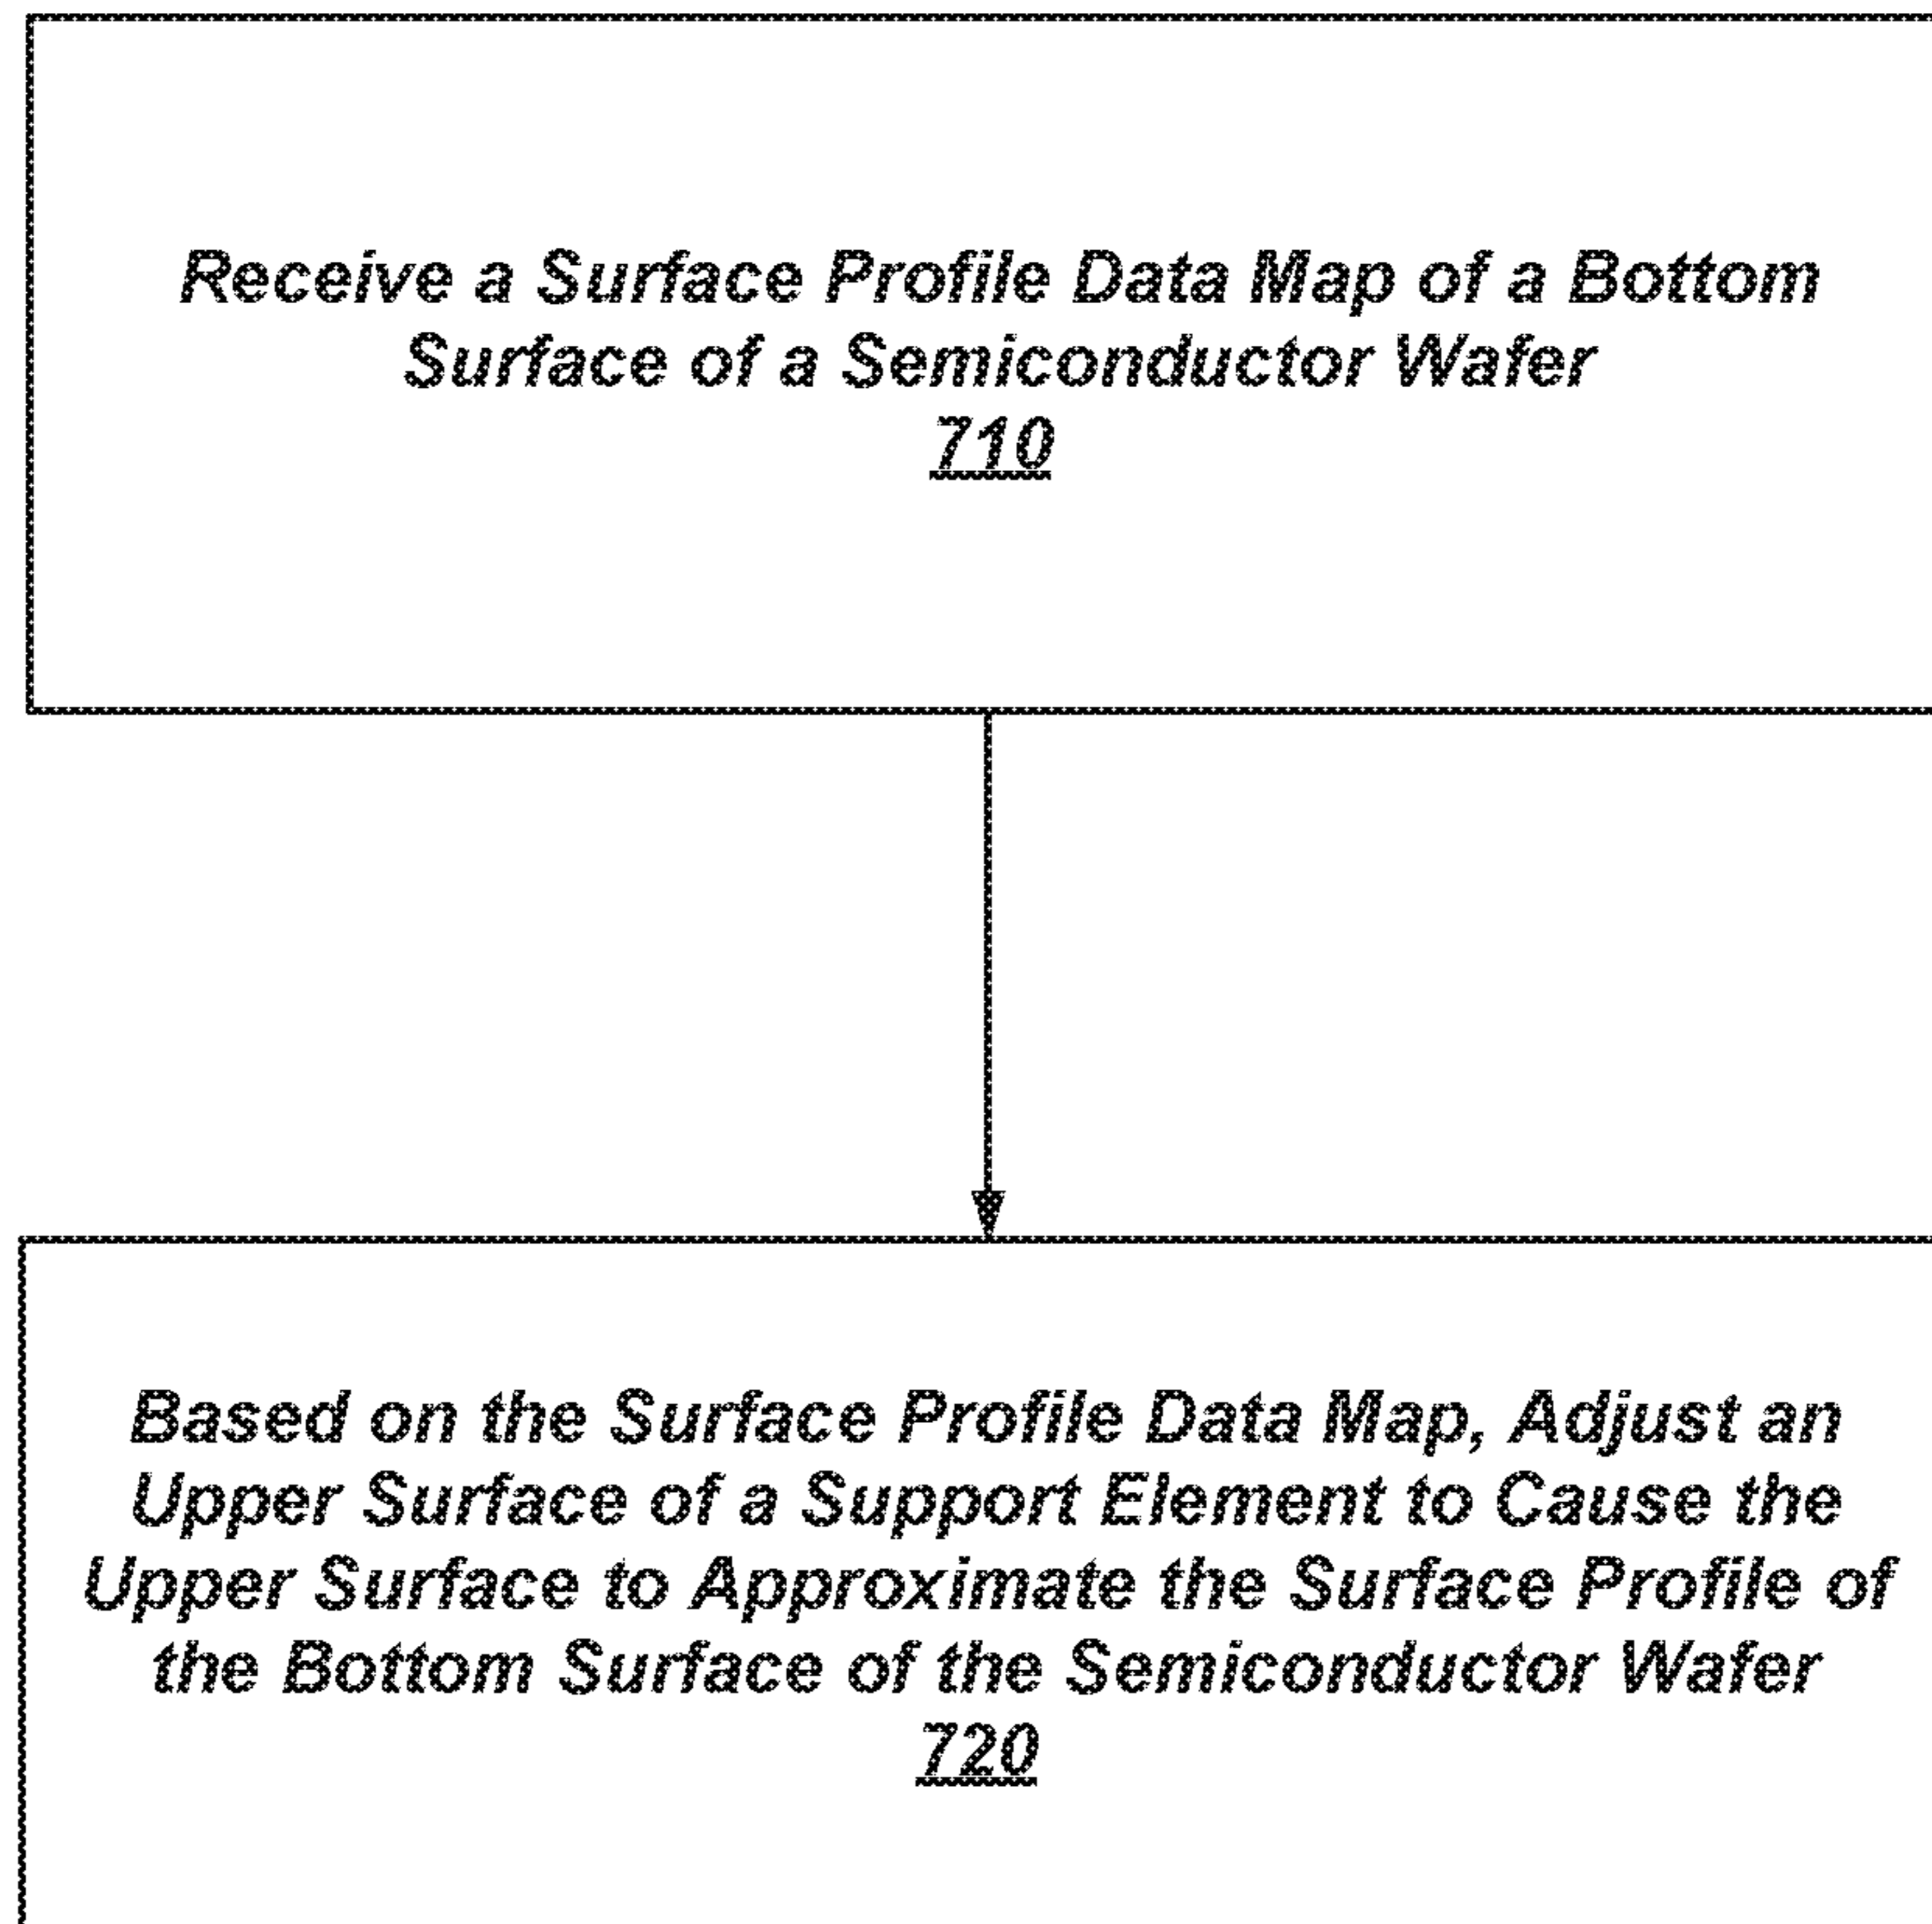 Receive a Surface Profile Data Map of a Bottom
Surface of a Semiconductor Wafer
710
Based on the Surface Profile Data Map, Adjust an
Upper Surface of a Support Element to Cause the
Upper Surface to Approximate the Surface Profile of
the Bottom Surface of the Semiconductor Wafer
720